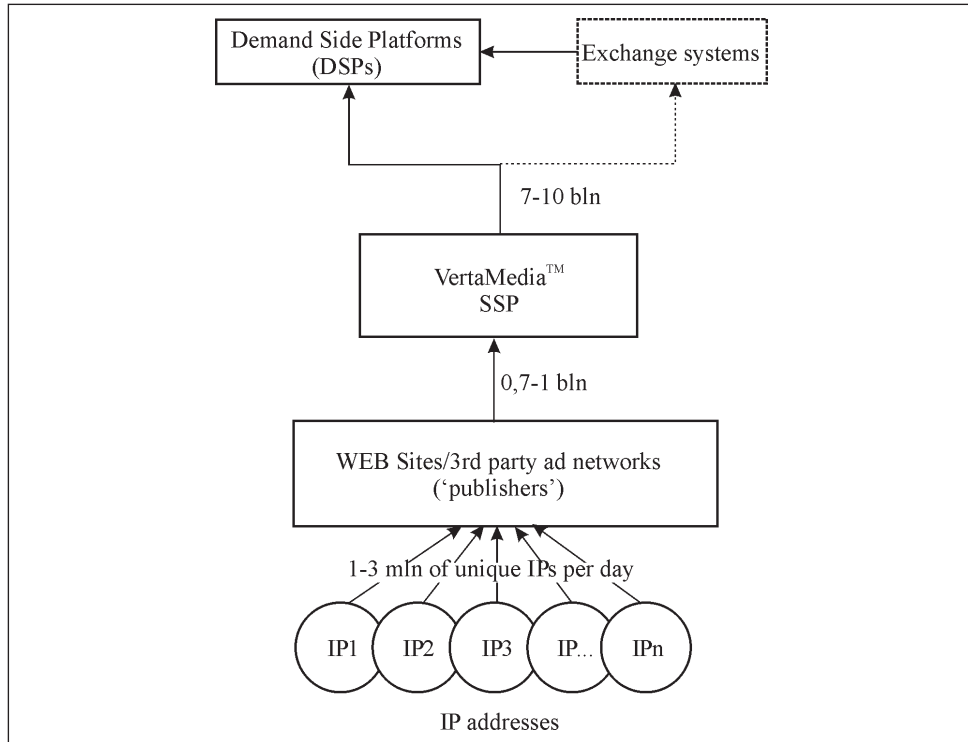 Demand Side Platforms
(DSPs)
Exchange systems
7-10 bln
VertaMedia™
SSP
0,7-1 bln
WEB Sites/3rd party ad networks
(‘publishers’)
1-3 mln of unique IPs per day
IP1 IP2 IP3 IP... IPn
IP addresses